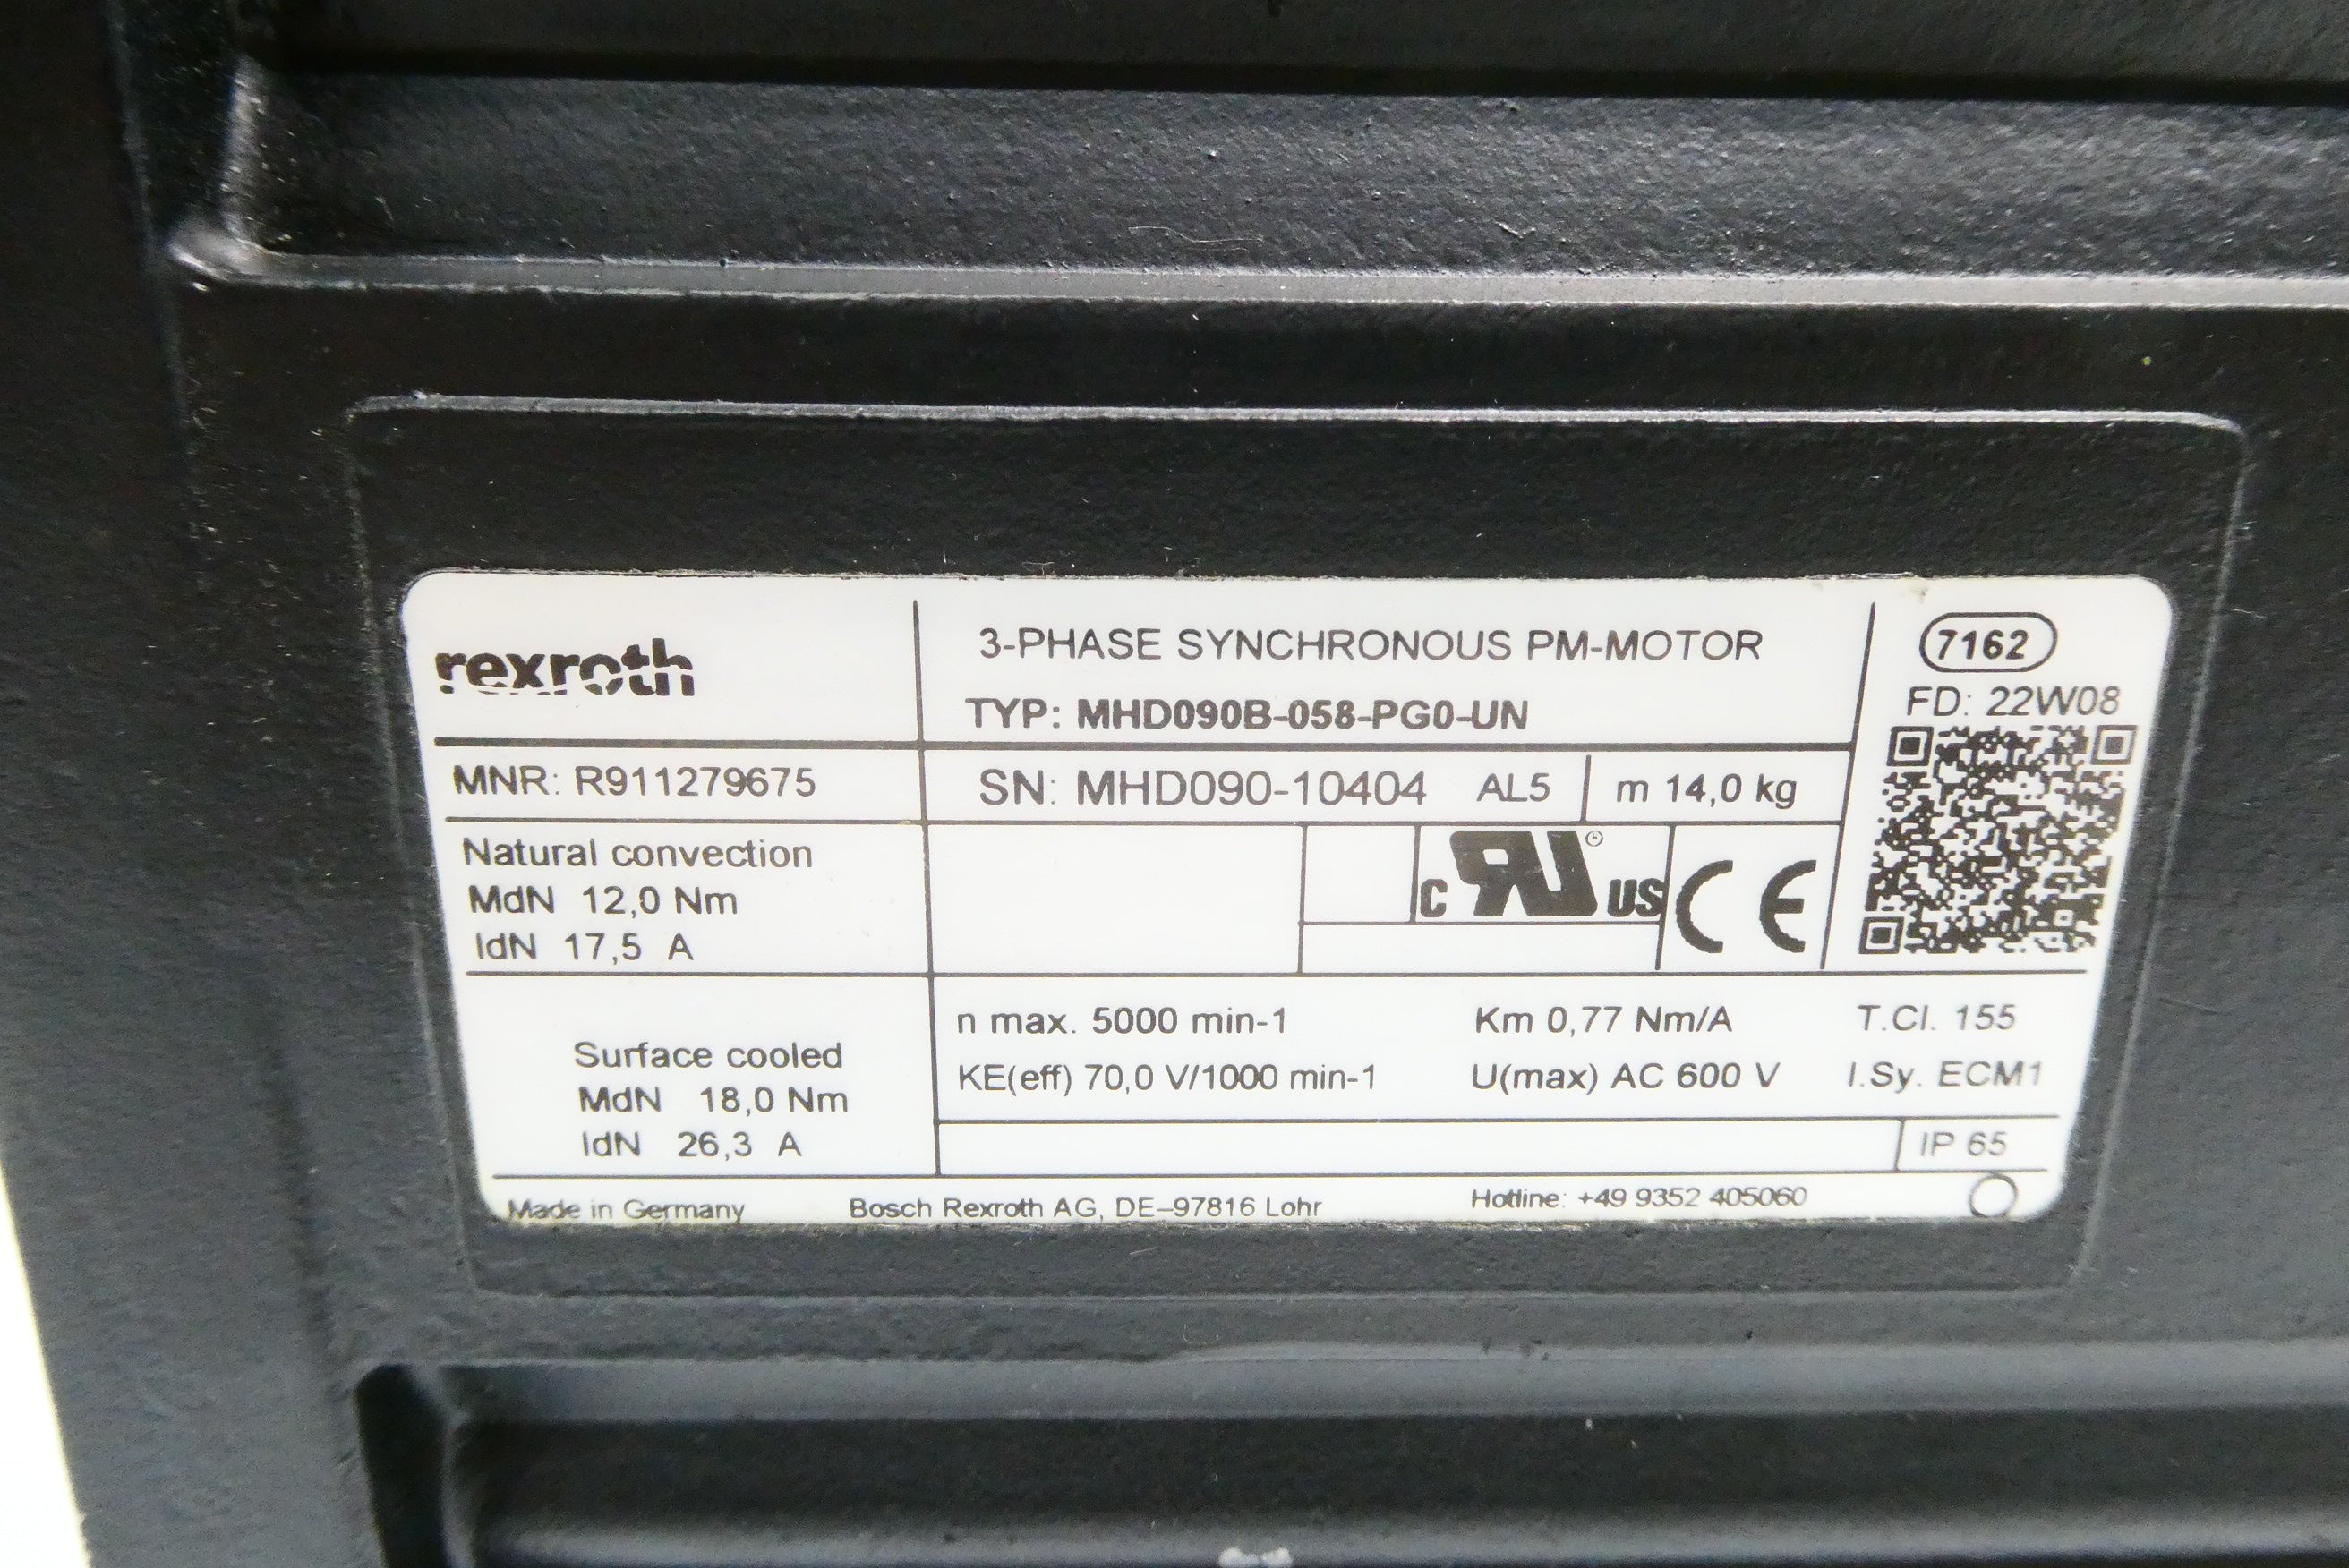 rexroth
3-PHASE SYNCHRONOUS PM-MOTOR
TYP: MHD090B-058-PG0-UN
7162
FD: 22W08
MNR: R911279675
SN: MHD090-10404 AL5
m 14,0 kg
Natural convection
MdN 12,0 Nm
IdN 17,5 A
C RU US ®
CE
Surface cooled
MdN 18,0 Nm
IdN 26,3 A
n max. 5000 min-1 Km 0,77 Nm/A T.Cl. 155
KE(eff) 70,0 V/1000 min-1 U(max) AC 600 V I.Sy. ECM1
IP 65
Made in Germany Bosch Rexroth AG, DE-97816 Lohr Hotline: +49 9352 405060